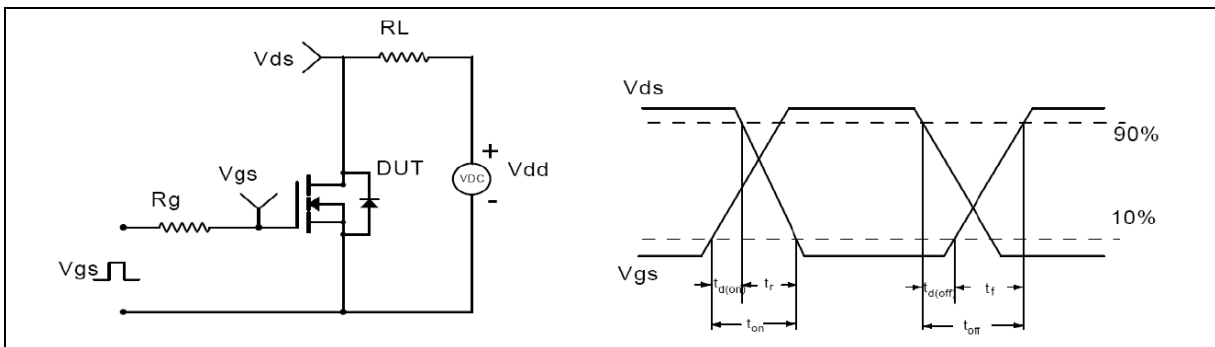 RL
Vds
Vgs
DUT
Rg
VDC
+
-
Vdd
Vgs
Vds
90%
10%
Vgs
td(on)
tr
td(off)
tf
ton
toff